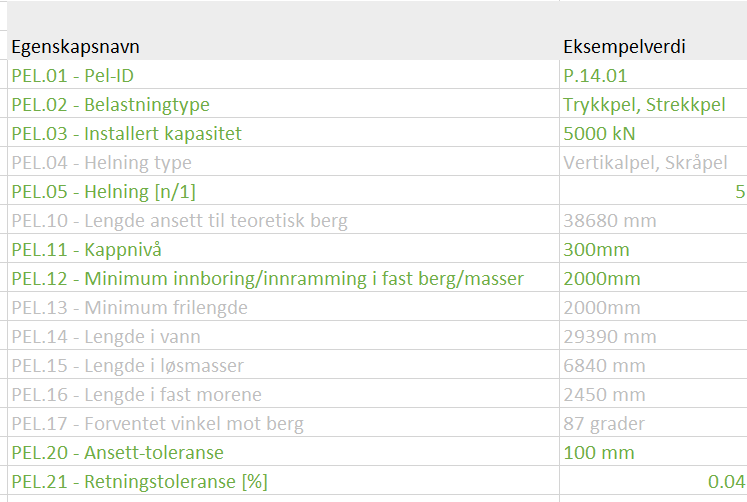 Egenskapsnavn Eksempelverdi
PEL.01 - Pel-ID P.14.01
PEL.02 - Belastningtype Trykkpel, Strekkpel
PEL.03 - Installert kapasitet 5000 kN
PEL.04 - Helning type Vertikalpel, Skråpel
PEL.05 - Helning [n/1] 5
PEL.10 - Lengde ansett til teoretisk berg 38680 mm
PEL.11 - Kappnivå 300mm
PEL.12 - Minimum innboring/innramming i fast berg/masser 2000mm
PEL.13 - Minimum frilengde 2000mm
PEL.14 - Lengde i vann 29390 mm
PEL.15 - Lengde i løsmasser 6840 mm
PEL.16 - Lengde i fast morene 2450 mm
PEL.17 - Forventet vinkel mot berg 87 grader
PEL.20 - Ansett-toleranse 100 mm
PEL.21 - Retningstoleranse [%] 0.04